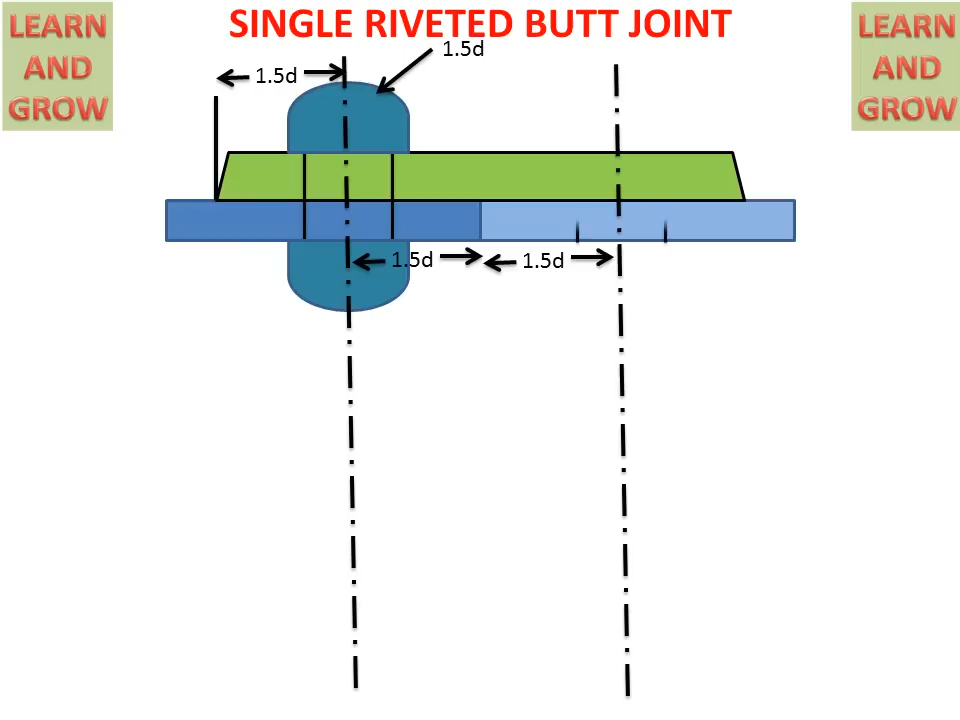 LEARN
AND
GROW
SINGLE RIVETED BUTT JOINT
LEARN
AND
GROW
1.5d
1.5d
1.5d
1.5d